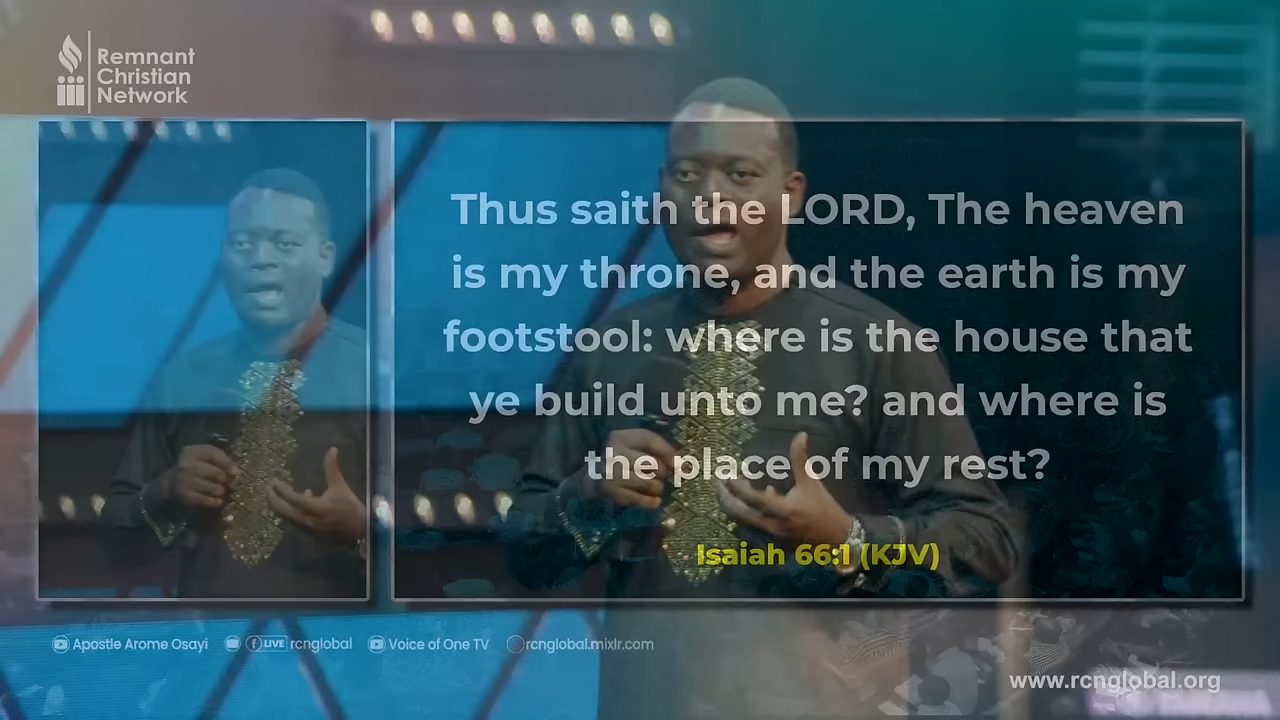 Remnant
Christian
Network
Thus saith the LORD, The heaven
is my throne, and the earth is my
footstool: where is the house that
ye build unto me? and where is
the place of my rest?
Isaiah 66:1 (KJV)
Apostle Arome Osayi LIVE rcnglobal Voice of One TV rcnglobal.mixlr.com
www.rcnglobal.org